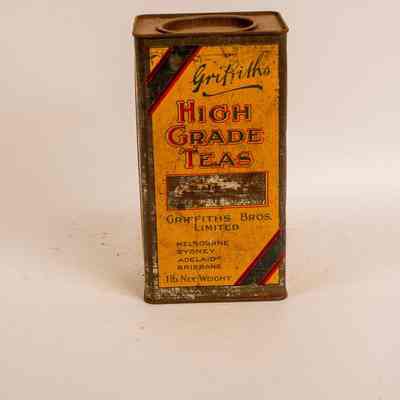 Griffiths
HIGH
GRADE
TEAS
GRIFFITHS BROS.
LIMITED
MELBOURNE
SYDNEY
ADELAIDE
BRISBANE
1lb NET WEIGHT